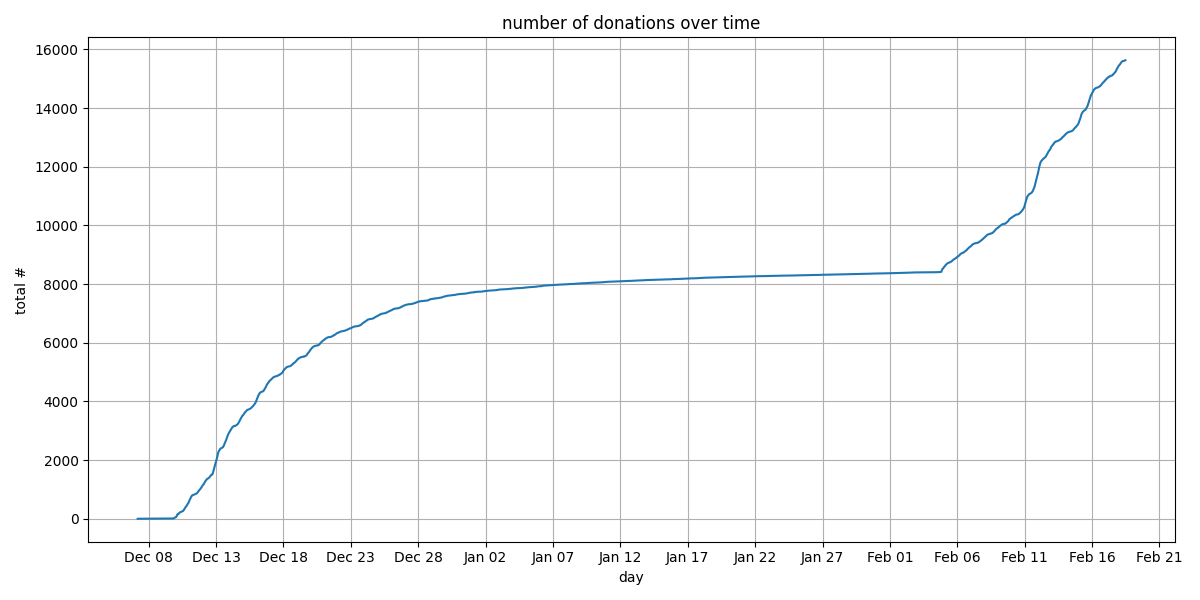 number of donations over time
16000
14000
12000
10000
8000
6000
4000
2000
0
total #
Dec 08 Dec 13 Dec 18 Dec 23 Dec 28 Jan 02 Jan 07 Jan 12 Jan 17 Jan 22 Jan 27 Feb 01 Feb 06 Feb 11 Feb 16 Feb 21
day